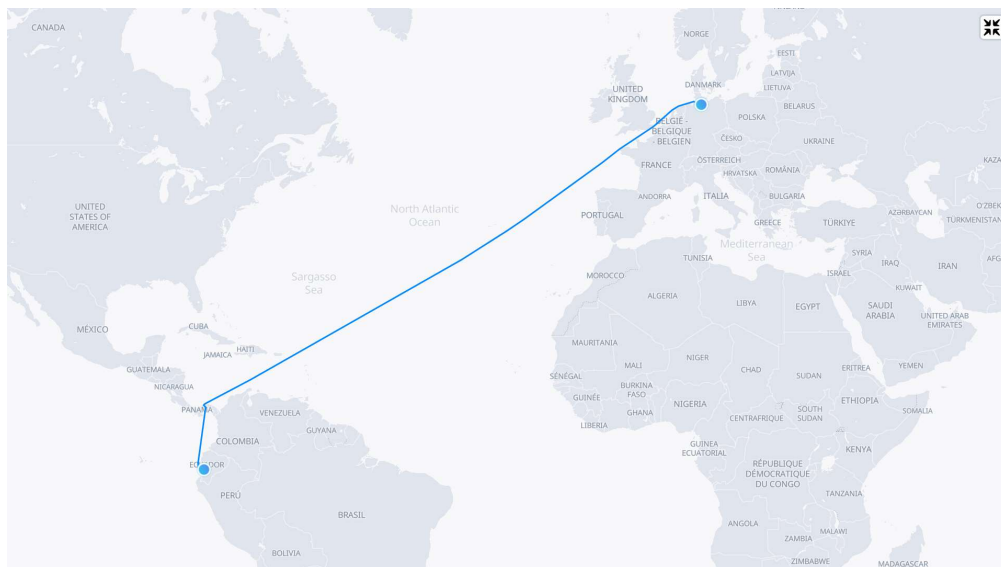 CANADA
NORGE
EESTI
LATVIJA
LIETUVA
DANMARK
UNITED
KINGDOM
BELARUS
POLSKA
BELGIË -
BELGIQUE
- BELGIEN
ČESKO
UKRAINE
FRANCE
ÖSTERREICH
HRVATSKA
ROMÂNIA
ANDORRA
ITALIA
BULGARIA
PORTUGAL
GREECE
TÜRKIYE
AZƏRBAYCAN
O'ZBEK
TÜRKMENISTAN
UNITED
STATES OF
AMERICA
North Atlantic
Ocean
Mediterranean
Sea
TUNISIA
SYRIA
IRAQ
IRAN
ISRAEL
KUWAIT
MOROCCO
Sargasso
Sea
ALGERIA
LIBYA
EGYPT
SAUDI
ARABIA
UNITED ARAB
EMIRATES
MÉXICO
CUBA
JAMAICA
HAITI
MAURITANIA
MALI
NIGER
CHAD
SUDAN
ERITREA
YEMEN
GUATEMALA
NICARAGUA
SÉNÉGAL
BURKINA
FASO
GUINÉE
GHANA
NIGERIA
LIBERIA
CENTRAFRIQUE
SOUTH
SUDAN
ETHIOPIA
SOMALIA
PANAMÁ
VENEZUELA
GUYANA
COLOMBIA
GUINEA
ECUATORIAL
KENYA
PERÚ
BRASIL
RÉPUBLIQUE
DÉMOCRATIQUE
DU CONGO
TANZANIA
ANGOLA
MALAWI
ZAMBIA
BOLIVIA
ZIMBABWE
MADAGASCAR